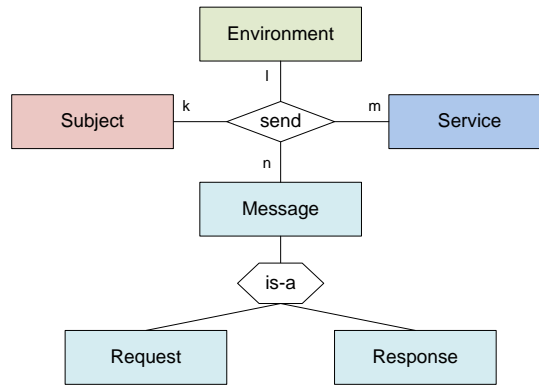 Environment
l
k
m
Subject
send
Service
n
Message
is-a
Request
Response